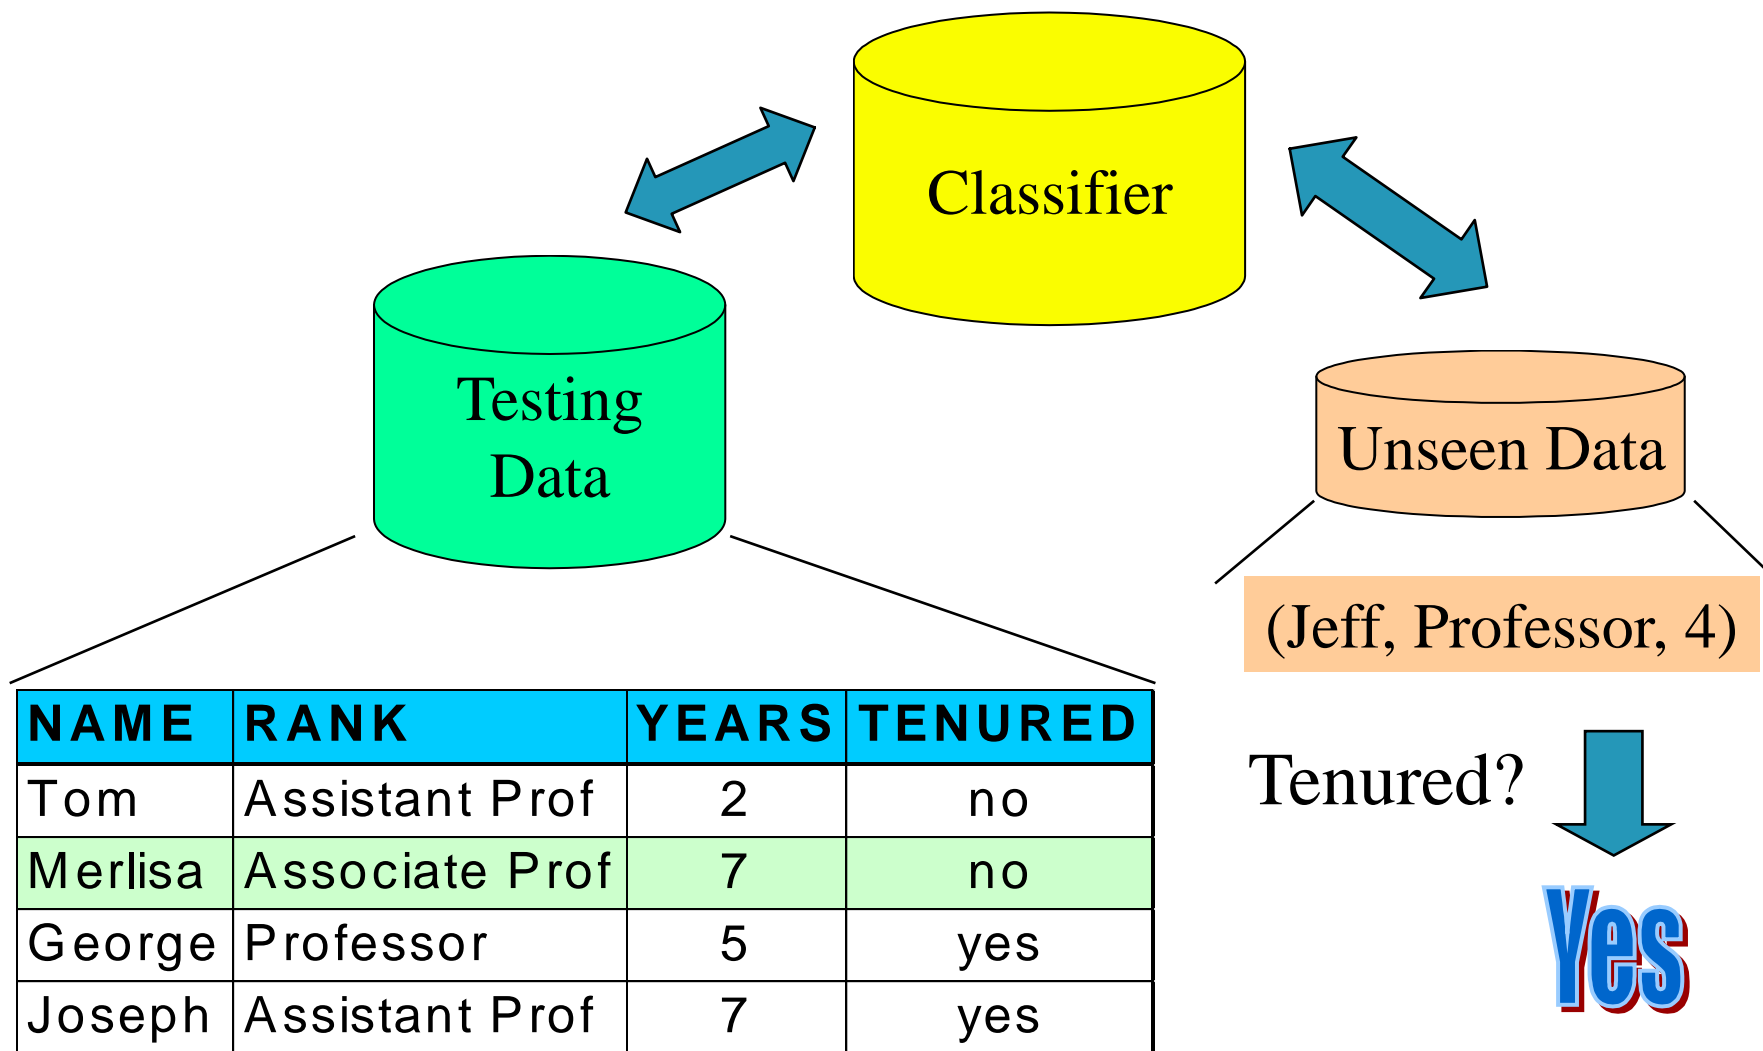 Classifier
Testing
Data
Unseen Data
(Jeff, Professor, 4)
NAME RANK YEARS TENURED
Tom Assistant Prof 2 no
Merlisa Associate Prof 7 no
George Professor 5 yes
Joseph Assistant Prof 7 yes
Tenured?
Yes